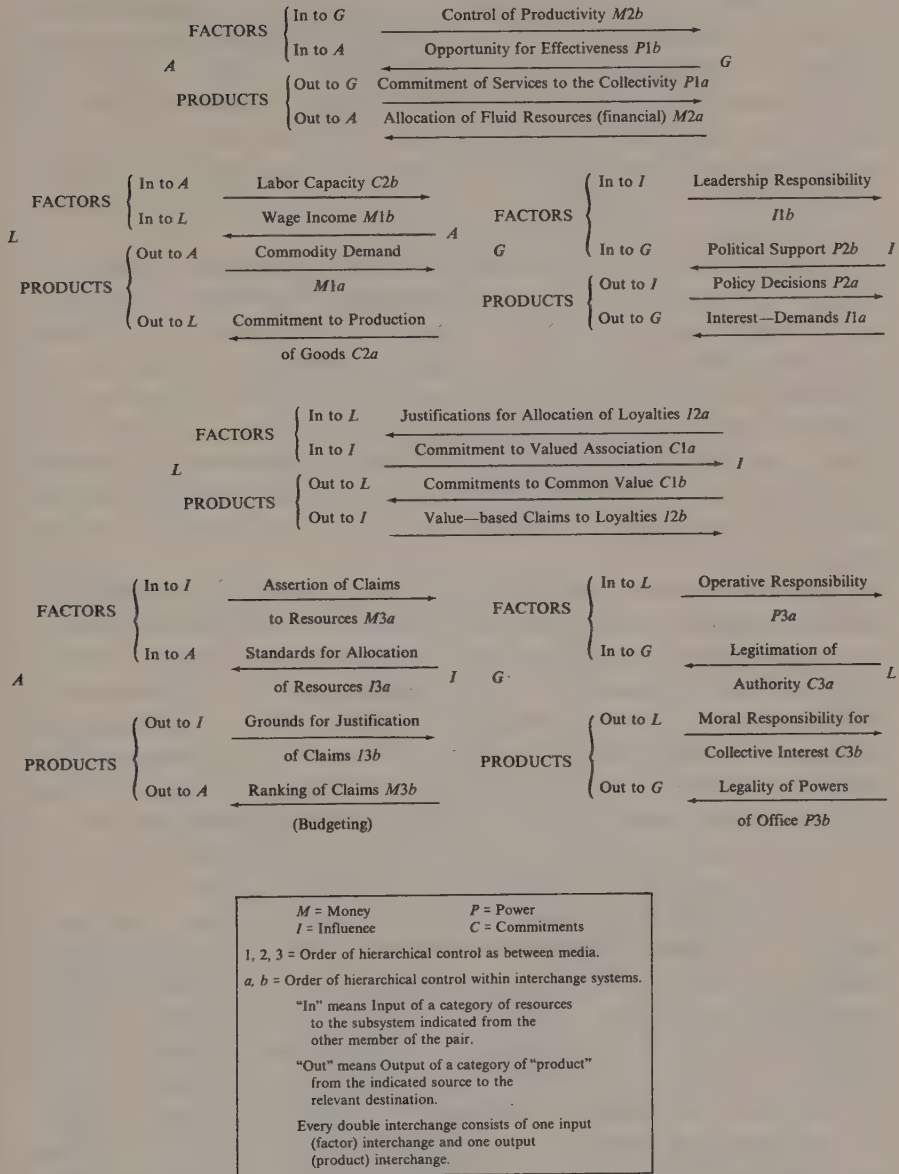 FACTORS
In to G Control of Productivity M2b
In to A Opportunity for Effectiveness P1b
A G
PRODUCTS
Out to G Commitment of Services to the Collectivity P1a
Out to A Allocation of Fluid Resources (financial) M2a
FACTORS
In to A Labor Capacity C2b
In to L Wage Income M1b
L A
PRODUCTS
Out to A Commodity Demand
M1a
Out to L Commitment to Production
of Goods C2a
FACTORS
In to I Leadership Responsibility
I1b
In to G Political Support P2b
G I
PRODUCTS
Out to I Policy Decisions P2a
Out to G Interest—Demands I1a
FACTORS
In to L Justifications for Allocation of Loyalties I2a
In to I Commitment to Valued Association C1a
L I
PRODUCTS
Out to L Commitments to Common Value C1b
Out to I Value—based Claims to Loyalties I2b
FACTORS
In to I Assertion of Claims
to Resources M3a
In to A Standards for Allocation
of Resources I3a
A I
PRODUCTS
Out to I Grounds for Justification
of Claims I3b
Out to A Ranking of Claims M3b
(Budgeting)
FACTORS
In to L Operative Responsibility
P3a
In to G Legitimation of
Authority C3a
G L
PRODUCTS
Out to L Moral Responsibility for
Collective Interest C3b
Out to G Legality of Powers
of Office P3b
M = Money P = Power
I = Influence C = Commitments
1, 2, 3 = Order of hierarchical control as between media.
a, b = Order of hierarchical control within interchange systems.
"In" means Input of a category of resources
to the subsystem indicated from the
other member of the pair.
"Out" means Output of a category of "product"
from the indicated source to the
relevant destination.
Every double interchange consists of one input
(factor) interchange and one output
(product) interchange.